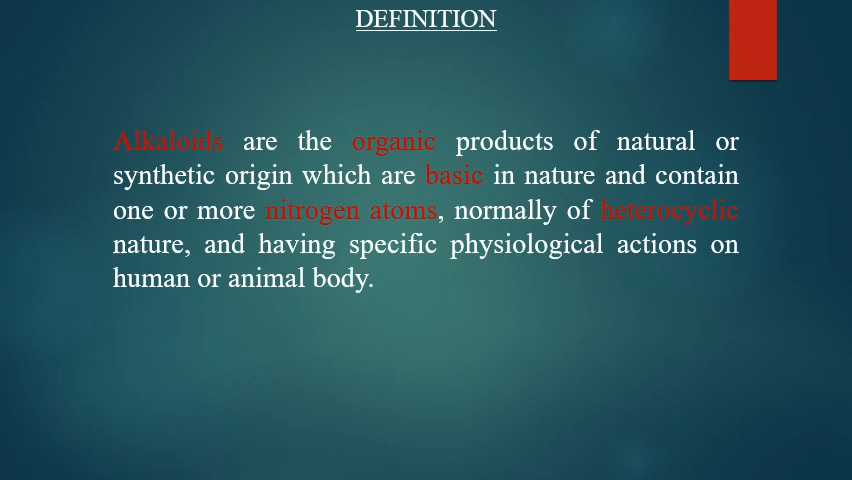 DEFINITION
Alkaloids are the organic products of natural or
synthetic origin which are basic in nature and contain
one or more nitrogen atoms, normally of heterocyclic
nature, and having specific physiological actions on
human or animal body.